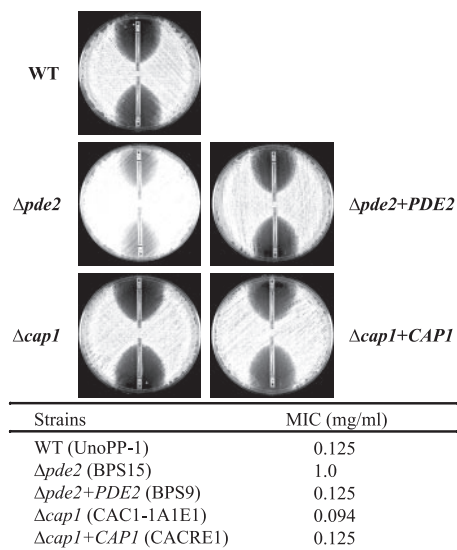 WT
Δpde2
Δpde2+PDE2
Δcap1
Δcap1+CAP1
Strains MIC (mg/ml)
WT (UnoPP-1) 0.125
Δpde2 (BPS15) 1.0
Δpde2+PDE2 (BPS9) 0.125
Δcap1 (CAC1-1A1E1) 0.094
Δcap1+CAP1 (CACRE1) 0.125